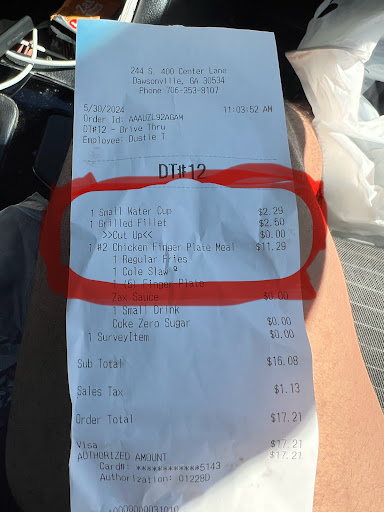 244 S. 400 Center Lane
Dawsonville, GA 30534
Phone 706-353-8107
5/30/2024 11:03:52 AM
Order Id: AAAUZL92AGAM
DT#12 - Drive Thru
Employee: Dustie T
DT#12
1 Small Water Cup $2.29
1 Grilled Fillet $2.50
>>Cut Up<< $0.00
1 #2 Chicken Finger Plate Meal $11.29
1 Regular Fries
1 Cole Slaw
1 (5) Finger Plate
Zax Sauce $0.00
1 Small Drink
Coke Zero Sugar $0.00
1 SurveyItem $0.00
Sub Total $16.08
Sales Tax $1.13
Order Total $17.21
Visa $17.21
AUTHORIZED AMOUNT $17.21
Card#: ************5143
Authorization: 01229D